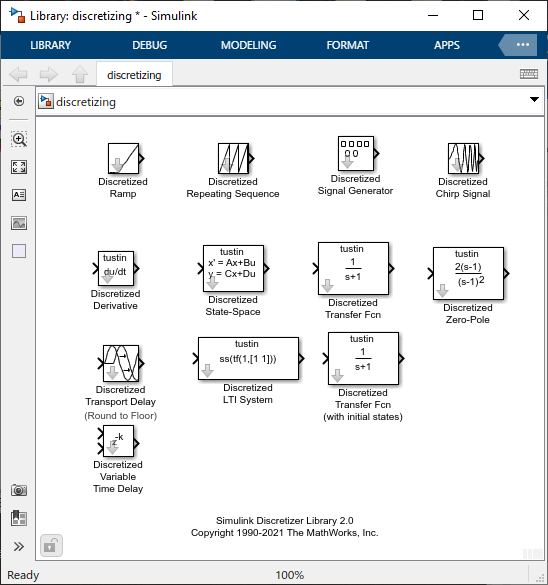 Library: discretizing * - Simulink
LIBRARY DEBUG MODELING FORMAT APPS ...
discretizing
discretizing
Discretized
Ramp
Discretized
Repeating Sequence
Discretized
Signal Generator
Discretized
Chirp Signal
tustin
du/dt
Discretized
Derivative
tustin
x' = Ax+Bu
y = Cx+Du
Discretized
State-Space
tustin
1
s+1
Discretized
Transfer Fcn
tustin
2(s-1)
(s-1)2
Discretized
Zero-Pole
Discretized
Transport Delay
(Round to Floor)
tustin
ss(tf(1,[1 1]))
Discretized
LTI System
tustin
1
s+1
Discretized
Transfer Fcn
(with initial states)
z-k
Discretized
Variable
Time Delay
Simulink Discretizer Library 2.0
Copyright 1990-2021 The MathWorks, Inc.
Ready 100%